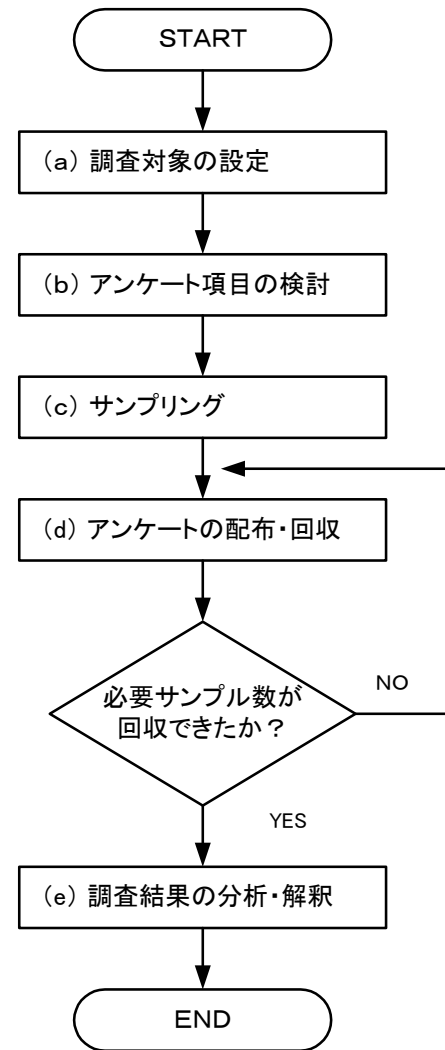 START
(a) 調査対象の設定
(b) アンケート項目の検討
(c) サンプリング
(d) アンケートの配布・回収
必要サンプル数が
回収できたか？
NO
YES
(e) 調査結果の分析・解釈
END